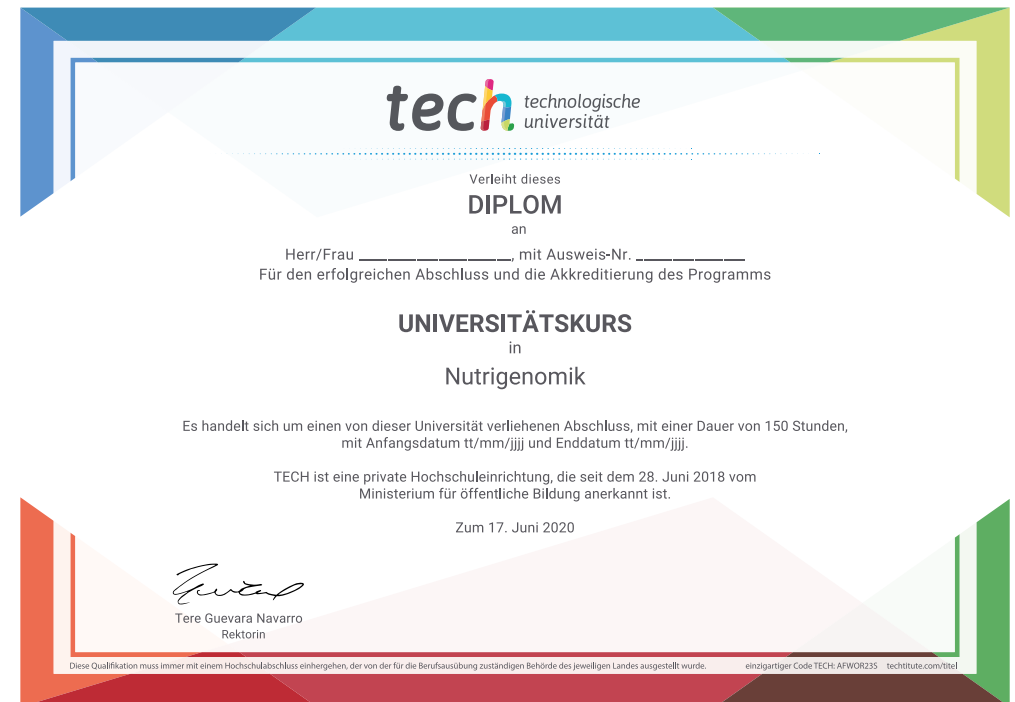 tech technologische
universität
Verleiht dieses
DIPLOM
an
Herr/Frau ____________________, mit Ausweis-Nr. ______________
Für den erfolgreichen Abschluss und die Akkreditierung des Programms
UNIVERSITÄTSKURS
in
Nutrigenomik
Es handelt sich um einen von dieser Universität verliehenen Abschluss, mit einer Dauer von 150 Stunden,
mit Anfangsdatum tt/mm/jjjj und Enddatum tt/mm/jjjj.
TECH ist eine private Hochschuleinrichtung, die seit dem 28. Juni 2018 vom
Ministerium für öffentliche Bildung anerkannt ist.
Zum 17. Juni 2020
Tere Guevara Navarro
Rektorin
Diese Qualifikation muss immer mit einem Hochschulabschluss einhergehen, der von der für die Berufsausübung zuständigen Behörde des jeweiligen Landes ausgestellt wurde. einzigartiger Code TECH: AFWOR23S techtitute.com/titel